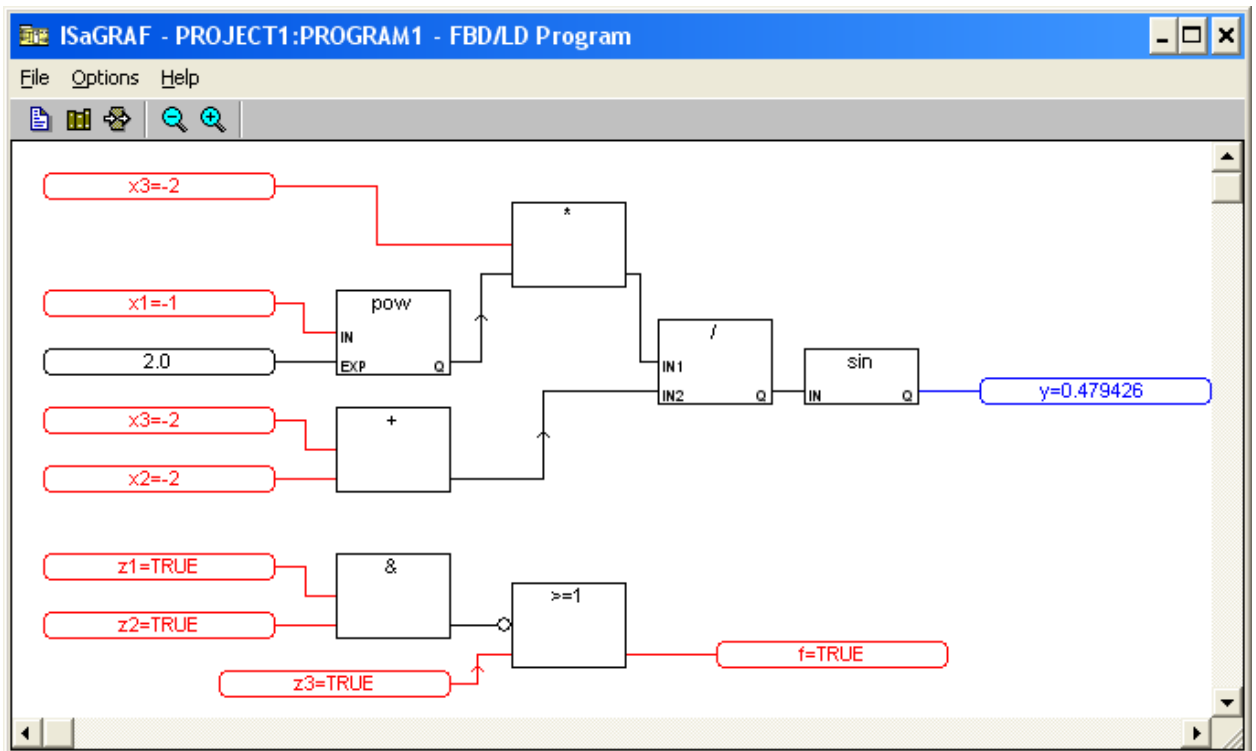 ISaGRAF - PROJECT1:PROGRAM1 - FBD/LD Program
File Options Help
x3=-2
*
x1=-1
pow
IN
2.0
EXP Q
/
IN1
IN2 Q
sin
IN Q
y=0.479426
x3=-2
+
x2=-2
z1=TRUE
&
z2=TRUE
>=1
z3=TRUE
f=TRUE